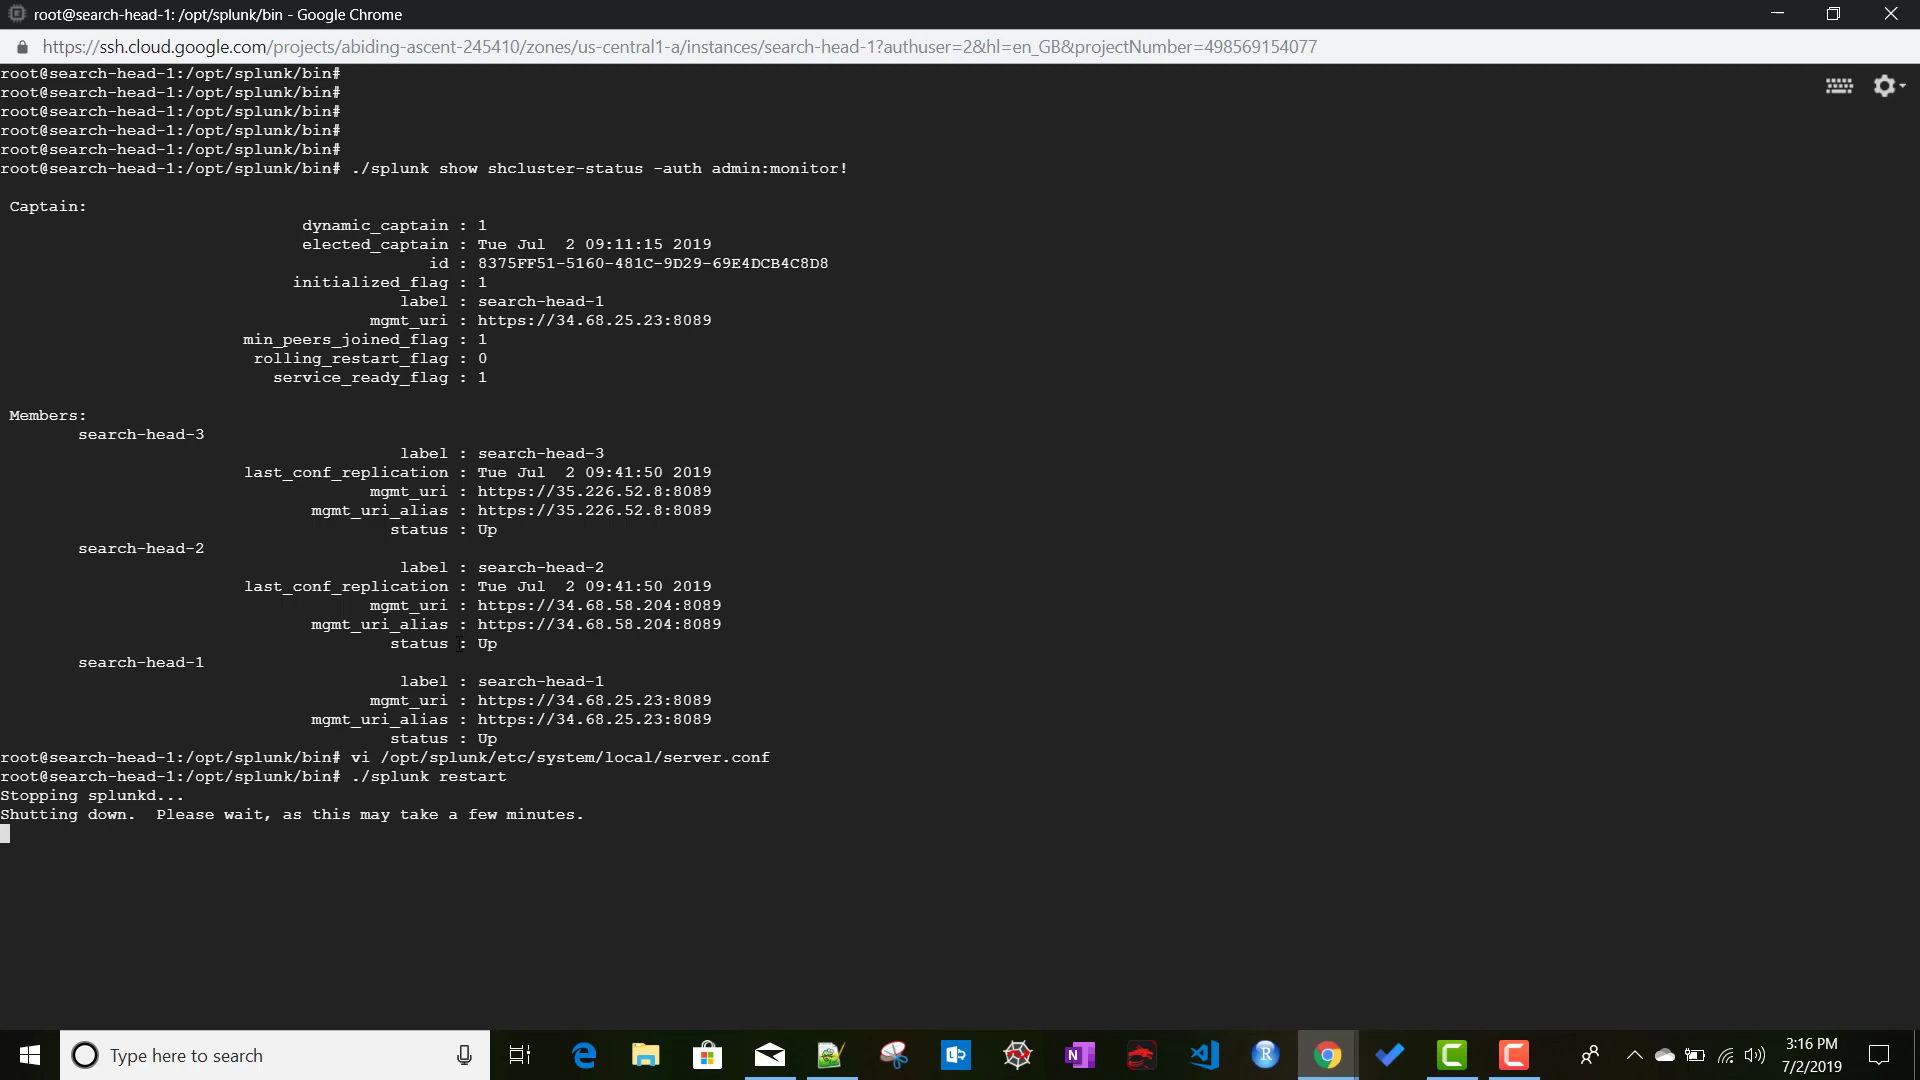 root@search-head-1: /opt/splunk/bin - Google Chrome
https://ssh.cloud.google.com/projects/abiding-ascent-245410/zones/us-central1-a/instances/search-head-1?authuser=2&hl=en_GB&projectNumber=498569154077
root@search-head-1:/opt/splunk/bin#
root@search-head-1:/opt/splunk/bin#
root@search-head-1:/opt/splunk/bin#
root@search-head-1:/opt/splunk/bin#
root@search-head-1:/opt/splunk/bin#
root@search-head-1:/opt/splunk/bin# ./splunk show shcluster-status -auth admin:monitor!
Captain:
dynamic_captain : 1
elected_captain : Tue Jul  2 09:11:15 2019
id : 8375FF51-5160-481C-9D29-69E4DCB4C8D8
initialized_flag : 1
label : search-head-1
mgmt_uri : https://34.68.25.23:8089
min_peers_joined_flag : 1
rolling_restart_flag : 0
service_ready_flag : 1
Members:
search-head-3
label : search-head-3
last_conf_replication : Tue Jul  2 09:41:50 2019
mgmt_uri : https://35.226.52.8:8089
mgmt_uri_alias : https://35.226.52.8:8089
status : Up
search-head-2
label : search-head-2
last_conf_replication : Tue Jul  2 09:41:50 2019
mgmt_uri : https://34.68.58.204:8089
mgmt_uri_alias : https://34.68.58.204:8089
status : Up
search-head-1
label : search-head-1
mgmt_uri : https://34.68.25.23:8089
mgmt_uri_alias : https://34.68.25.23:8089
status : Up
root@search-head-1:/opt/splunk/bin# vi /opt/splunk/etc/system/local/server.conf
root@search-head-1:/opt/splunk/bin# ./splunk restart
Stopping splunkd...
Shutting down.  Please wait, as this may take a few minutes.
Type here to search
3:16 PM
7/2/2019